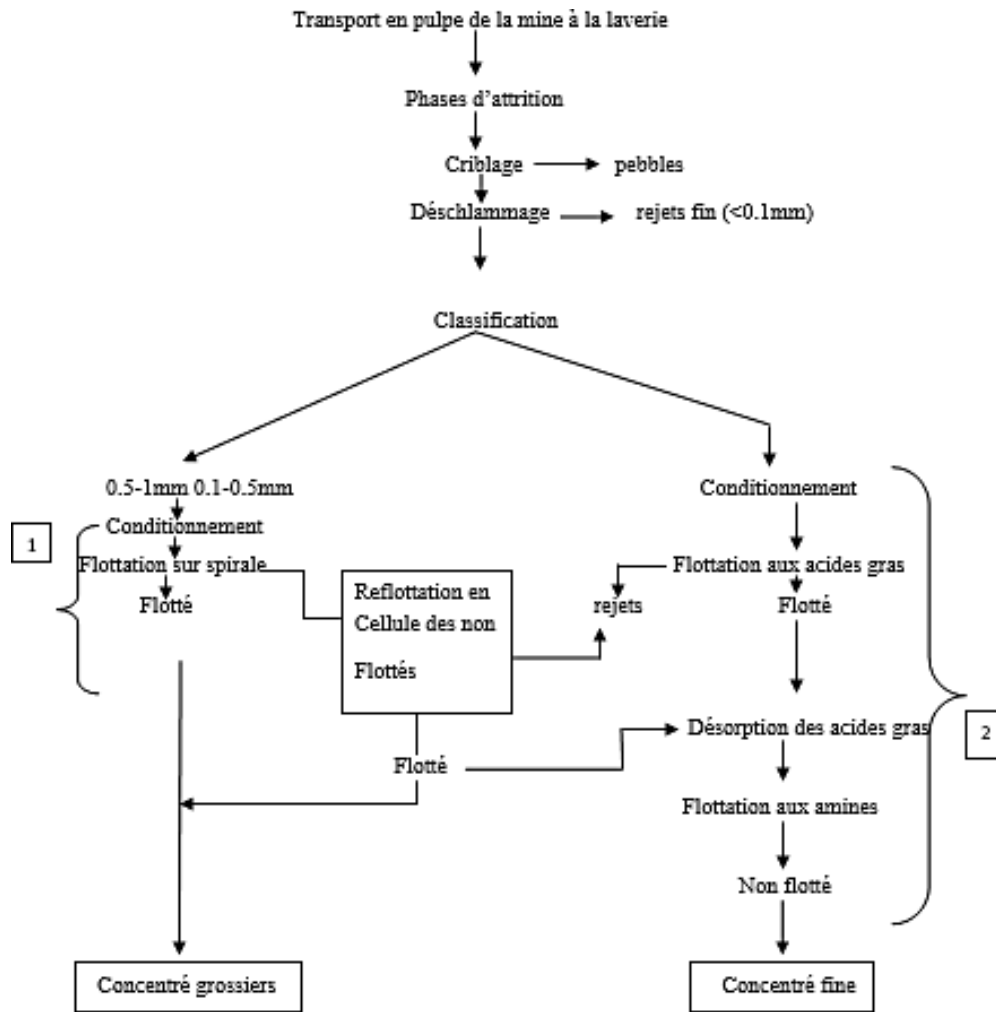 Transport en pulpe de la mine à la laverie
Phases d'attrition
Criblage
pebbles
Déschlammage
rejets fin (<0.1mm)
Classification
0.5-1mm 0.1-0.5mm
Conditionnement
1
Conditionnement
Flottation sur spirale
Flottation aux acides gras
Flotté
Reflottation en
Cellule des non
Flottés
rejets
Flotté
Désorption des acides gras
2
Flotté
Flottation aux amines
Non flotté
Concentré grossiers
Concentré fine